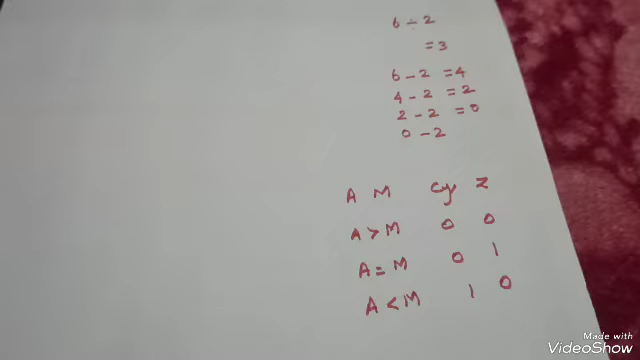 6 ÷ 2
= 3
6 - 2 = 4
4 - 2 = 2
2 - 2 = 0
0 - 2
A M Cy Z
A > M 0 0
A = M 0 1
A < M 1 0
Made with
VideoShow